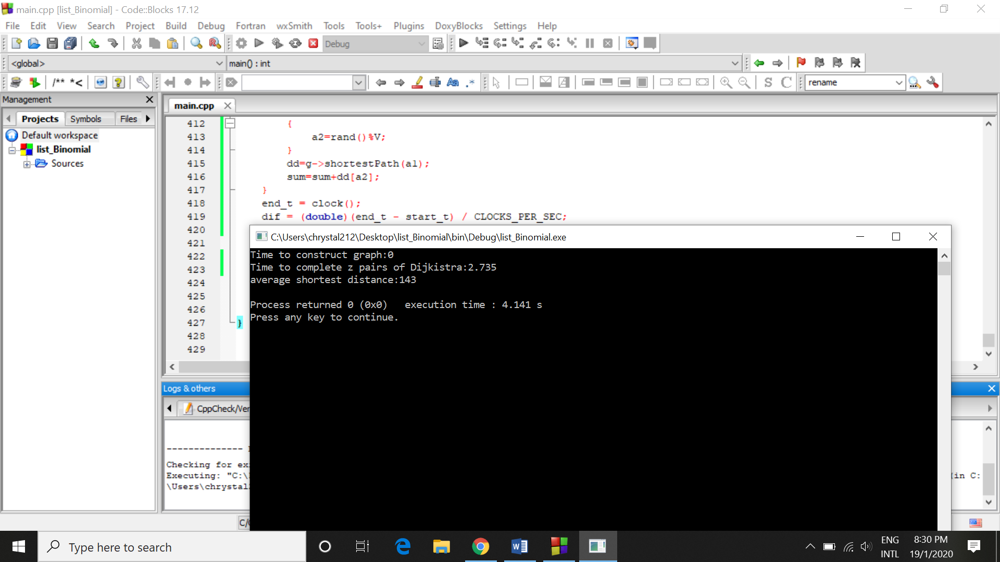 main.cpp [list_Binomial] - Code::Blocks 17.12
File Edit View Search Project Build Debug Fortran wxSmith Tools Tools+ Plugins DoxyBlocks Settings Help
Debug
<global>
main() : int
/** *<
Aa .*
S C
rename
Management
Projects Symbols Files
Default workspace
list_Binomial
Sources
main.cpp
412 {
413 a2=rand()%V;
414 }
415 dd=g->shortestPath(a1);
416 sum=sum+dd[a2];
417 }
418 end_t = clock();
419 dif = (double)(end_t - start_t) / CLOCKS_PER_SEC;
420
421
422
423
424
425
426
427 }
428
429
C:\Users\chrystal212\Desktop\list_Binomial\bin\Debug\list_Binomial.exe
Time to construct graph:0
Time to complete z pairs of Dijkistra:2.735
average shortest distance:143
Process returned 0 (0x0)   execution time : 4.141 s
Press any key to continue.
Logs & others
CppCheck/Ver
--------------
Checking for ex
Executing: "C:\ (in C:
\Users\chrystal
C/
Type here to search
ENG
INTL
8:30 PM
19/1/2020